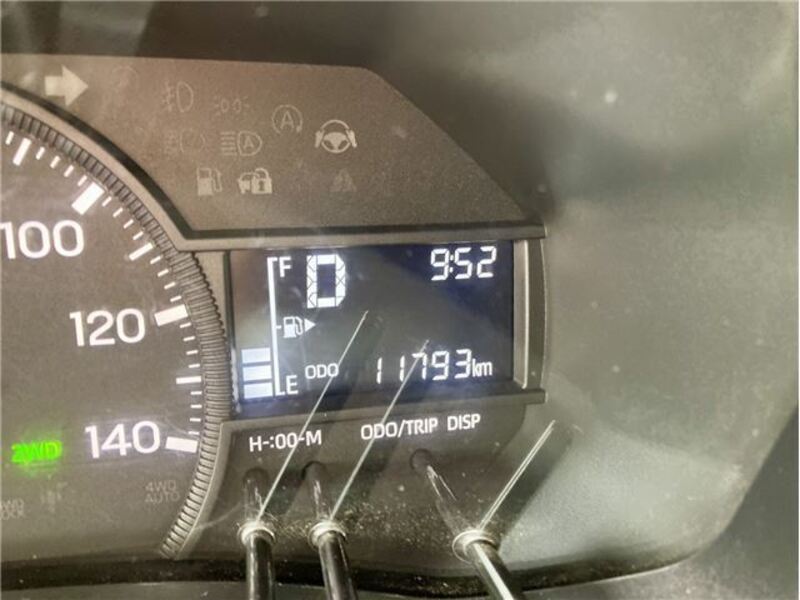 A
A
100
120
140
2WD
4WD
AUTO
F
D
9:52
E
ODO 11793km
H-:00-M
ODO/TRIP DISP